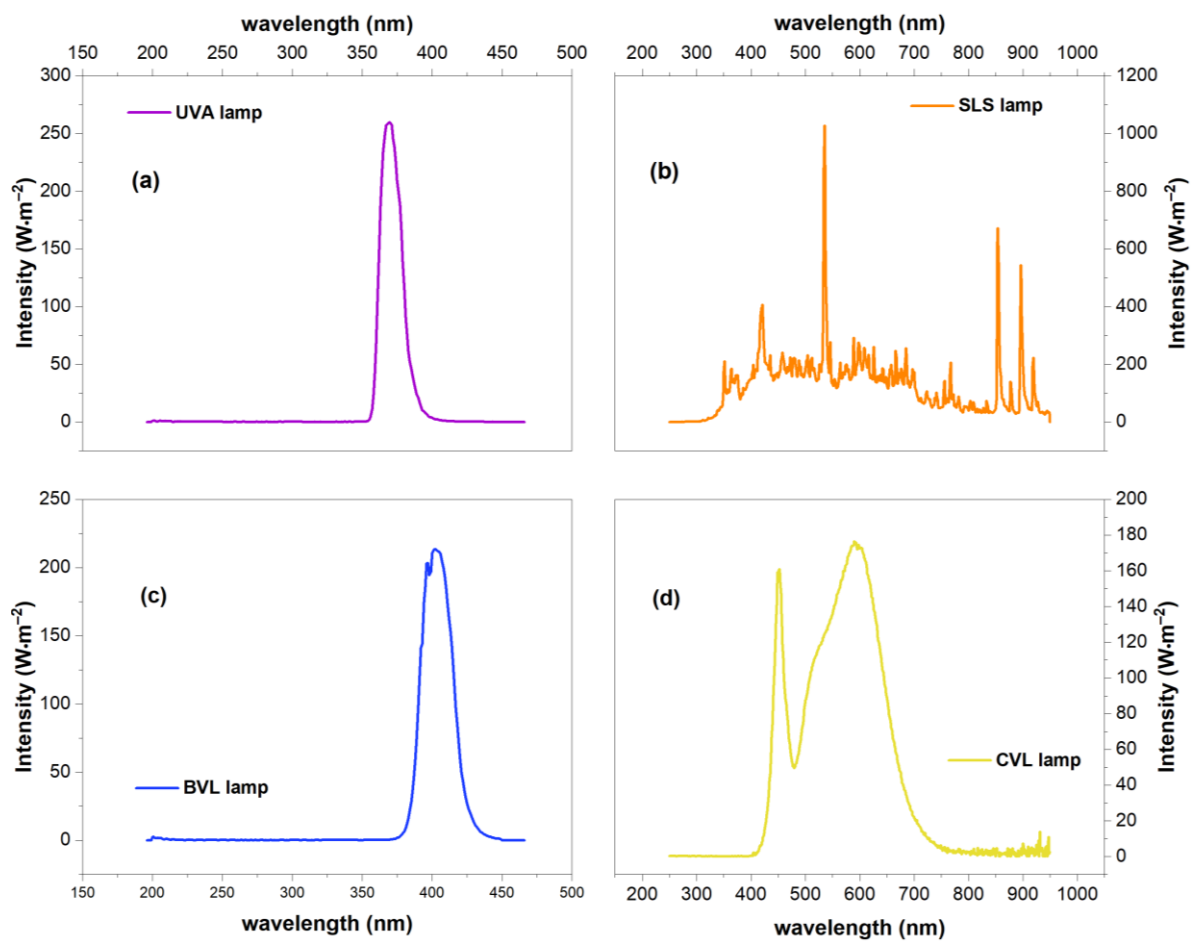 wavelength (nm)
150 200 250 300 350 400 450 500
300
250
200
150
100
50
0
Intensity (W·m⁻²)
UVA lamp
(a)
wavelength (nm)
200 300 400 500 600 700 800 900 1000
1200
1000
800
600
400
200
0
Intensity (W·m⁻²)
SLS lamp
(b)
250
200
150
100
50
0
Intensity (W·m⁻²)
(c)
BVL lamp
150 200 250 300 350 400 450 500
wavelength (nm)
200
180
160
140
120
100
80
60
40
20
0
Intensity (W·m⁻²)
(d)
CVL lamp
200 300 400 500 600 700 800 900 1000
wavelength (nm)